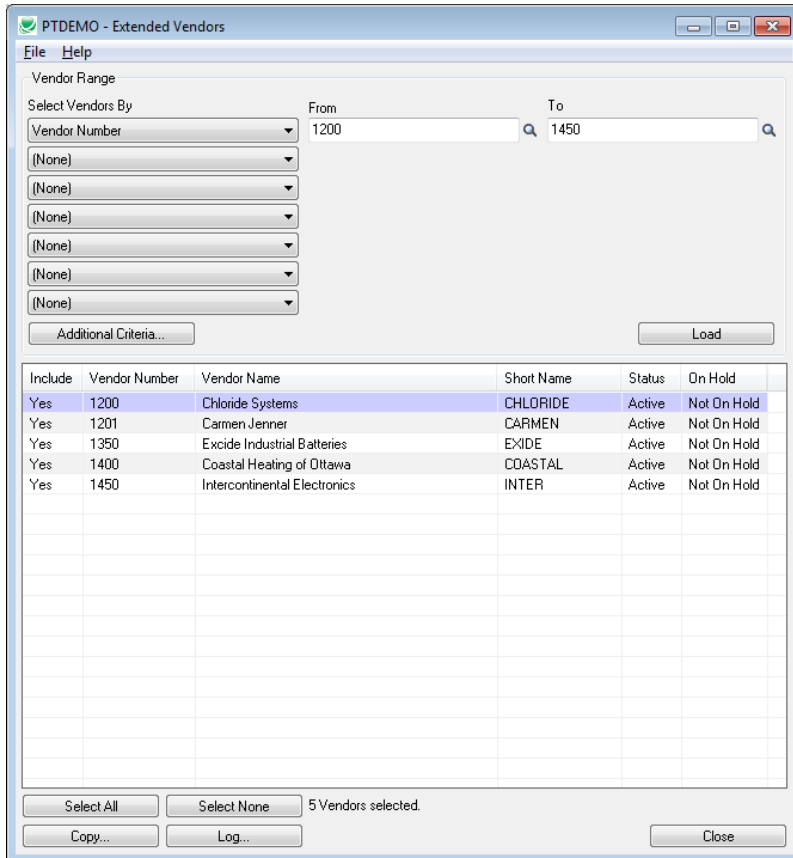 PTDEMO - Extended Vendors
File Help
Vendor Range
Select Vendors By From To
Vendor Number 1200 1450
(None)
(None)
(None)
(None)
(None)
(None)
Additional Criteria... Load
Include Vendor Number Vendor Name Short Name Status On Hold
Yes 1200 Chloride Systems CHLORIDE Active Not On Hold
Yes 1201 Carmen Jenner CARMEN Active Not On Hold
Yes 1350 Excide Industrial Batteries EXIDE Active Not On Hold
Yes 1400 Coastal Heating of Ottawa COASTAL Active Not On Hold
Yes 1450 Intercontinental Electronics INTER Active Not On Hold
Select All Select None 5 Vendors selected.
Copy... Log... Close